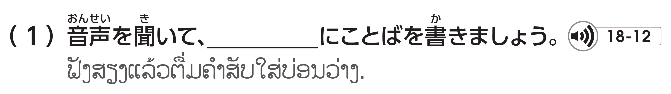 （1）音声を聞いて、＿＿＿＿＿にことばを書きましょう。 18-12
おんせい き か
ຟັງສຽງແລ້ວຕື່ມຄຳສັບໃສ່ບ່ອນວ່າງ.